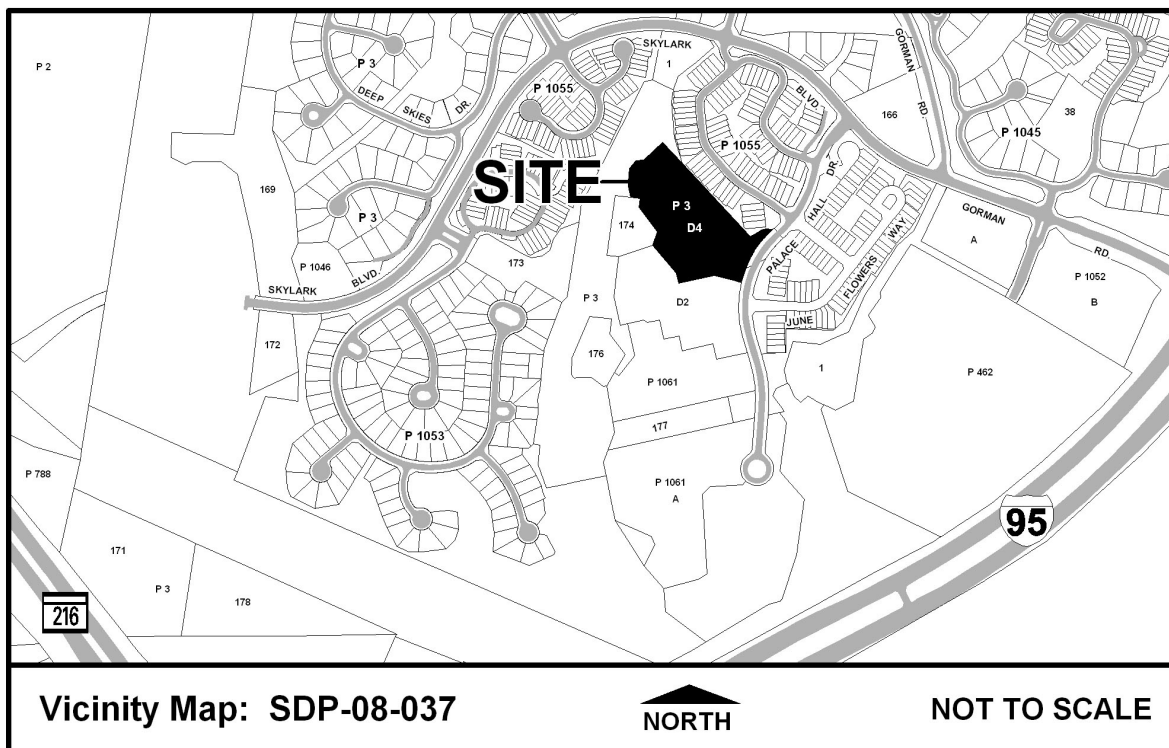 P 2
P 3
DEEP SKIES DR.
P 1055
SKYLARK
1
BLVD.
GORMAN RD.
166
38
P 1045
P 1055
SITE
169
P 3
174
P 3
D4
PALACE HALL DR.
FLOWERS WAY
JUNE
GORMAN RD.
A
P 1046
SKYLARK BLVD.
173
P 3
D2
P 1052
B
172
176
P 1061
1
P 462
177
P 1053
P 788
P 1061
A
95
171
P 3
178
216
Vicinity Map: SDP-08-037
NORTH
NOT TO SCALE